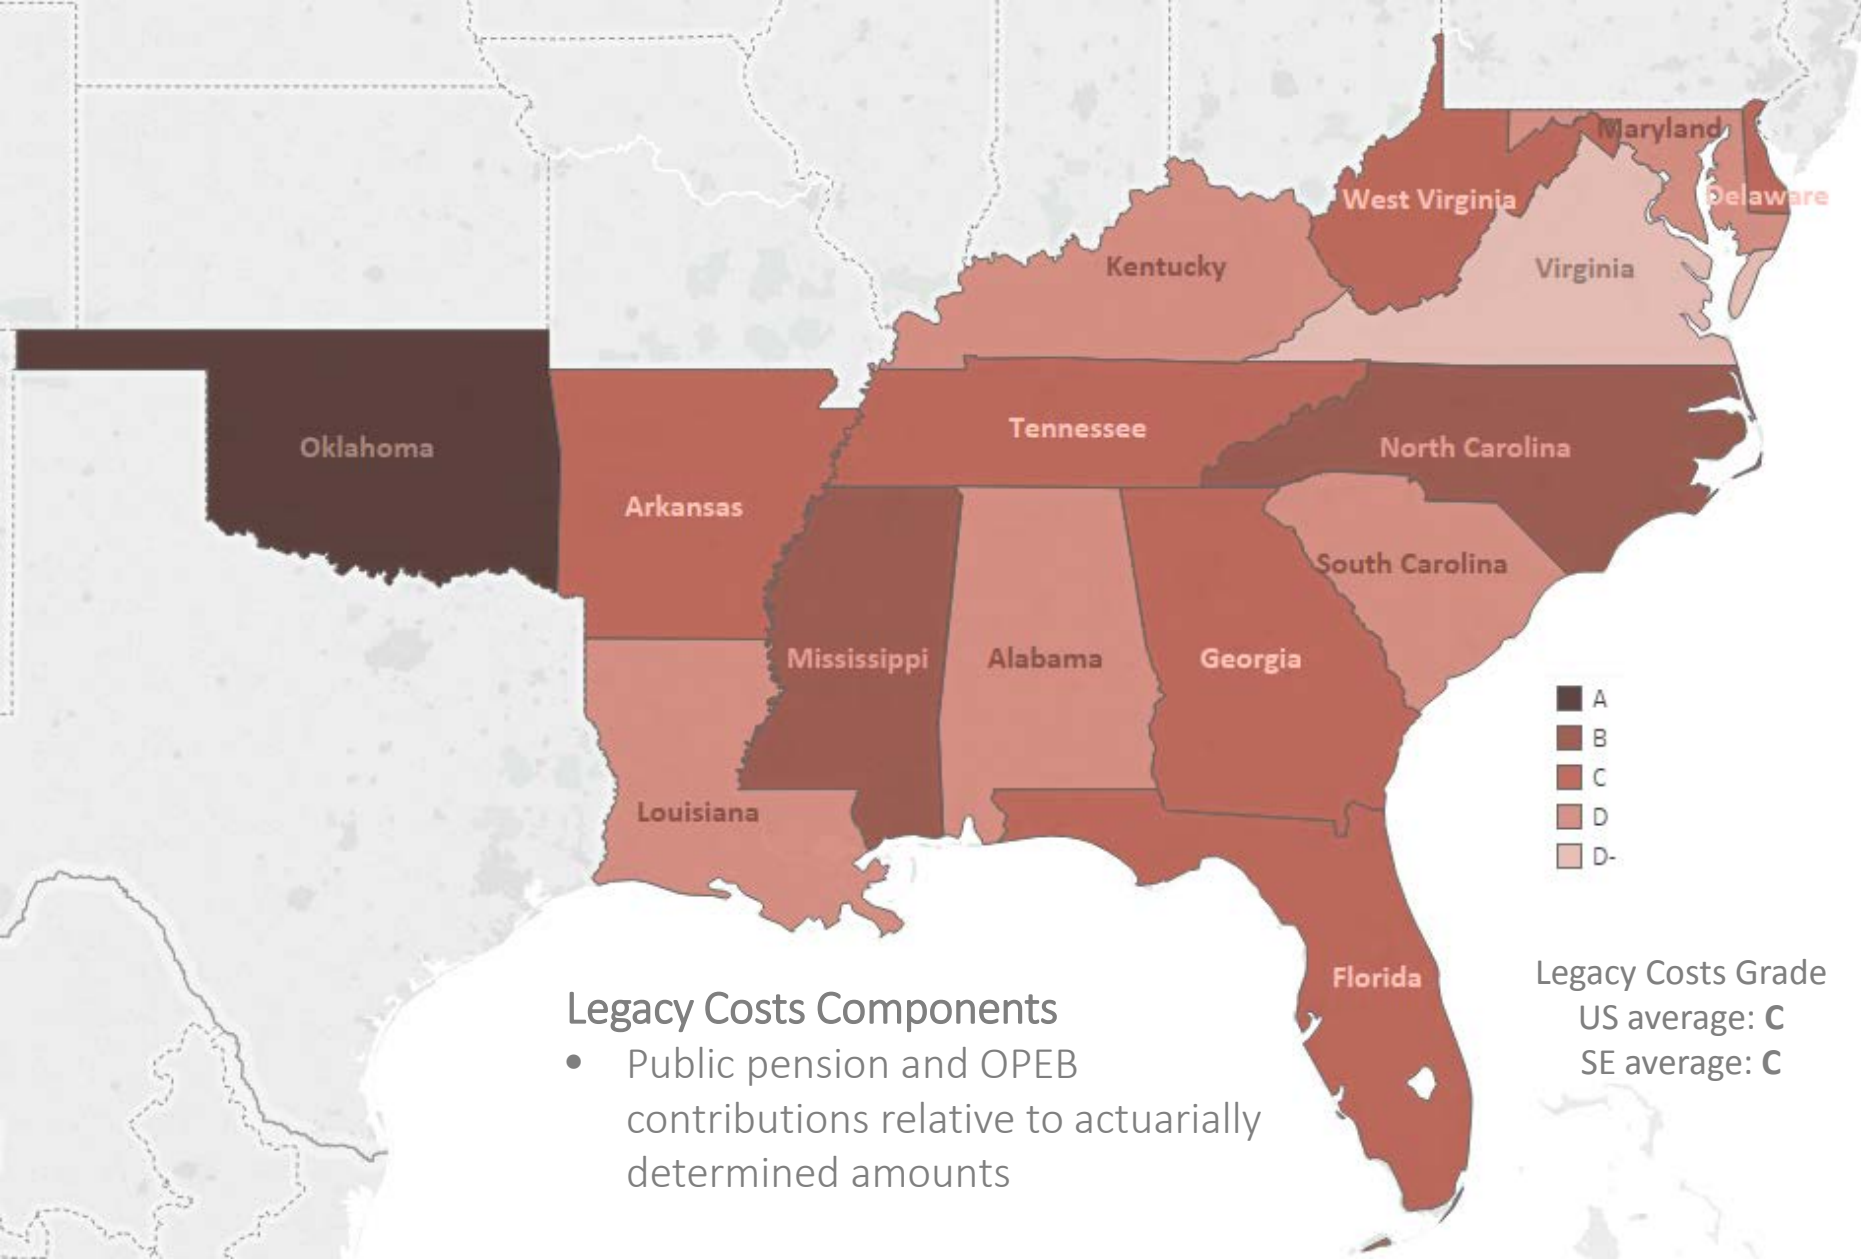 Maryland
West Virginia
Delaware
Kentucky
Virginia
Tennessee
Oklahoma
North Carolina
Arkansas
South Carolina
Mississippi
Alabama
Georgia
Louisiana
Florida
A
B
C
D
D-
Legacy Costs Grade
US average: C
SE average: C
Legacy Costs Components
• Public pension and OPEB
contributions relative to actuarially
determined amounts